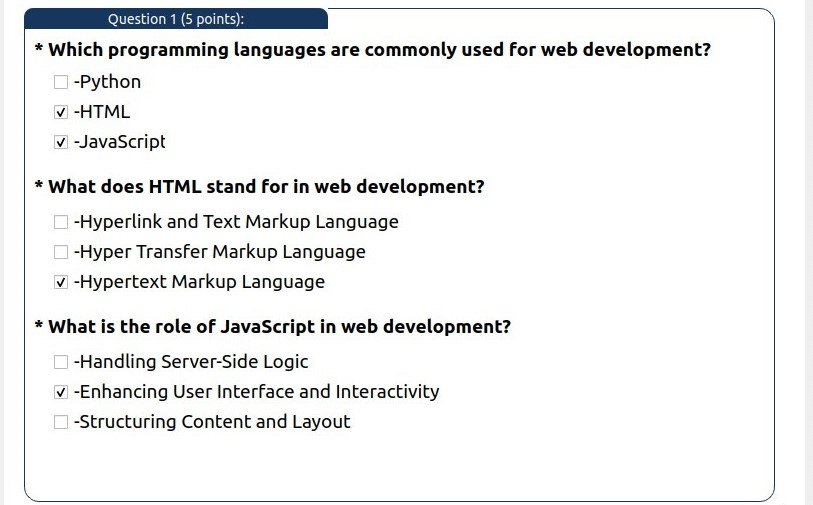 Question 1 (5 points):
* Which programming languages are commonly used for web development?
-Python
-HTML
-JavaScript
* What does HTML stand for in web development?
-Hyperlink and Text Markup Language
-Hyper Transfer Markup Language
-Hypertext Markup Language
* What is the role of JavaScript in web development?
-Handling Server-Side Logic
-Enhancing User Interface and Interactivity
-Structuring Content and Layout